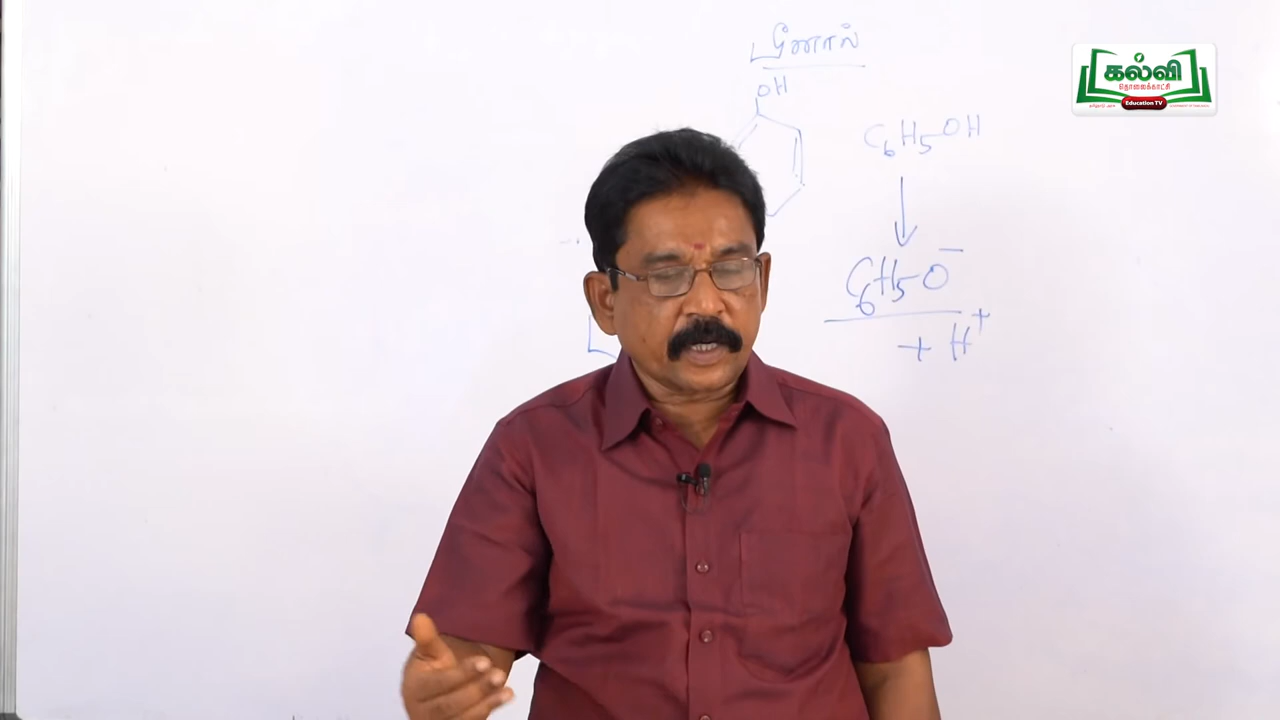 பீனால்
OH
C₆H₅OH
C₆H₅O⁻
+ H⁺
கல்வி
தொலைக்காட்சி
Education TV